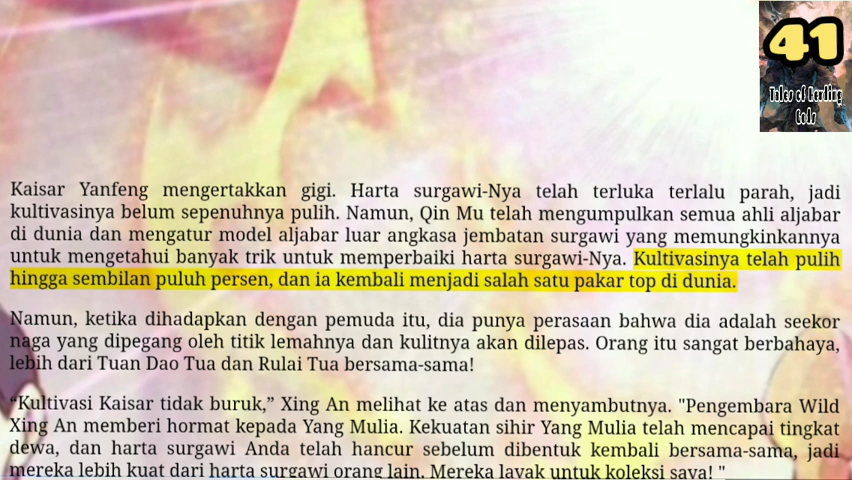 41
Tales of Herding
Gods
Kaisar Yanfeng mengertakkan gigi. Harta surgawi-Nya telah terluka terlalu parah, jadi
kultivasinya belum sepenuhnya pulih. Namun, Qin Mu telah mengumpulkan semua ahli aljabar
di dunia dan mengatur model aljabar luar angkasa jembatan surgawi yang memungkinkannya
untuk mengetahui banyak trik untuk memperbaiki harta surgawi-Nya. Kultivasinya telah pulih
hingga sembilan puluh persen, dan ia kembali menjadi salah satu pakar top di dunia.
Namun, ketika dihadapkan dengan pemuda itu, dia punya perasaan bahwa dia adalah seekor
naga yang dipegang oleh titik lemahnya dan kulitnya akan dilepas. Orang itu sangat berbahaya,
lebih dari Tuan Dao Tua dan Rulai Tua bersama-sama!
“Kultivasi Kaisar tidak buruk,” Xing An melihat ke atas dan menyambutnya. "Pengembara Wild
Xing An memberi hormat kepada Yang Mulia. Kekuatan sihir Yang Mulia telah mencapai tingkat
dewa, dan harta surgawi Anda telah hancur sebelum dibentuk kembali bersama-sama, jadi
mereka lebih kuat dari harta surgawi orang lain. Mereka layak untuk koleksi saya! "